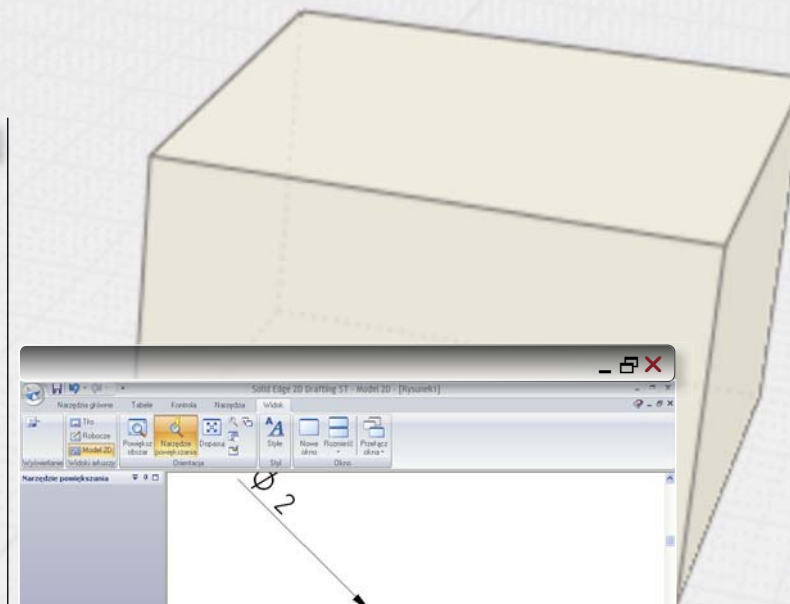 Solid Edge 2D Drafting ST - Model 2D - [Rysunek1]
Narzędzia główne Tabele Kontrola Narzędzia Widok
Tło
Robocze
Model 2D
Powiększ obszar
Narzędzie powiększania
Dopasuj
Style
Nowe okno
Rozmieść
Przełącz okna
Wyświetlanie Widoki arkuszy Orientacja Styl Okno
Narzędzie powiększania
Ø 2